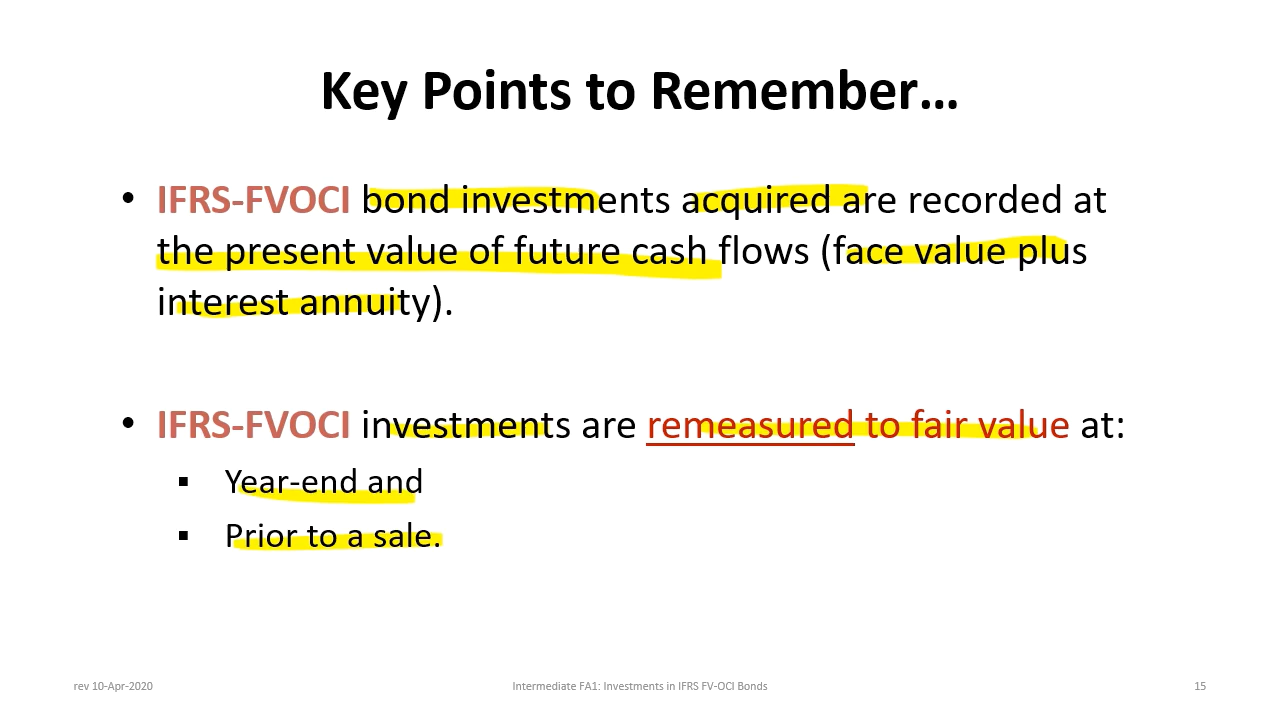 Key Points to Remember…
• IFRS-FVOCI bond investments acquired are recorded at
the present value of future cash flows (face value plus
interest annuity).
• IFRS-FVOCI investments are remeasured to fair value at:
▪ Year-end and
▪ Prior to a sale.
rev 10-Apr-2020
Intermediate FA1: Investments in IFRS FV-OCI Bonds
15